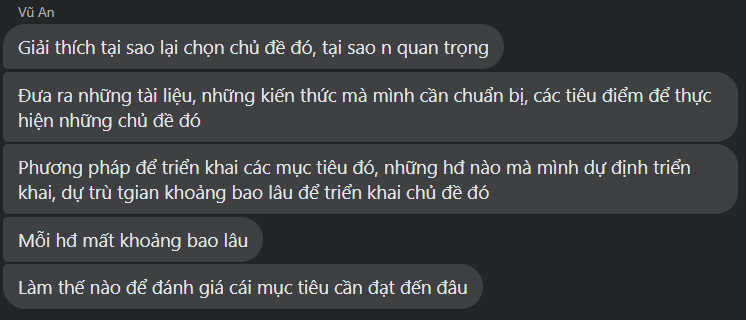 Vũ An
Giải thích tại sao lại chọn chủ đề đó, tại sao n quan trọng
Đưa ra những tài liệu, những kiến thức mà mình cần chuẩn bị, các tiêu điểm để thực
hiện những chủ đề đó
Phương pháp để triển khai các mục tiêu đó, những hđ nào mà mình dự định triển
khai, dự trù tgian khoảng bao lâu để triển khai chủ đề đó
Mỗi hđ mất khoảng bao lâu
Làm thế nào để đánh giá cái mục tiêu cần đạt đến đâu